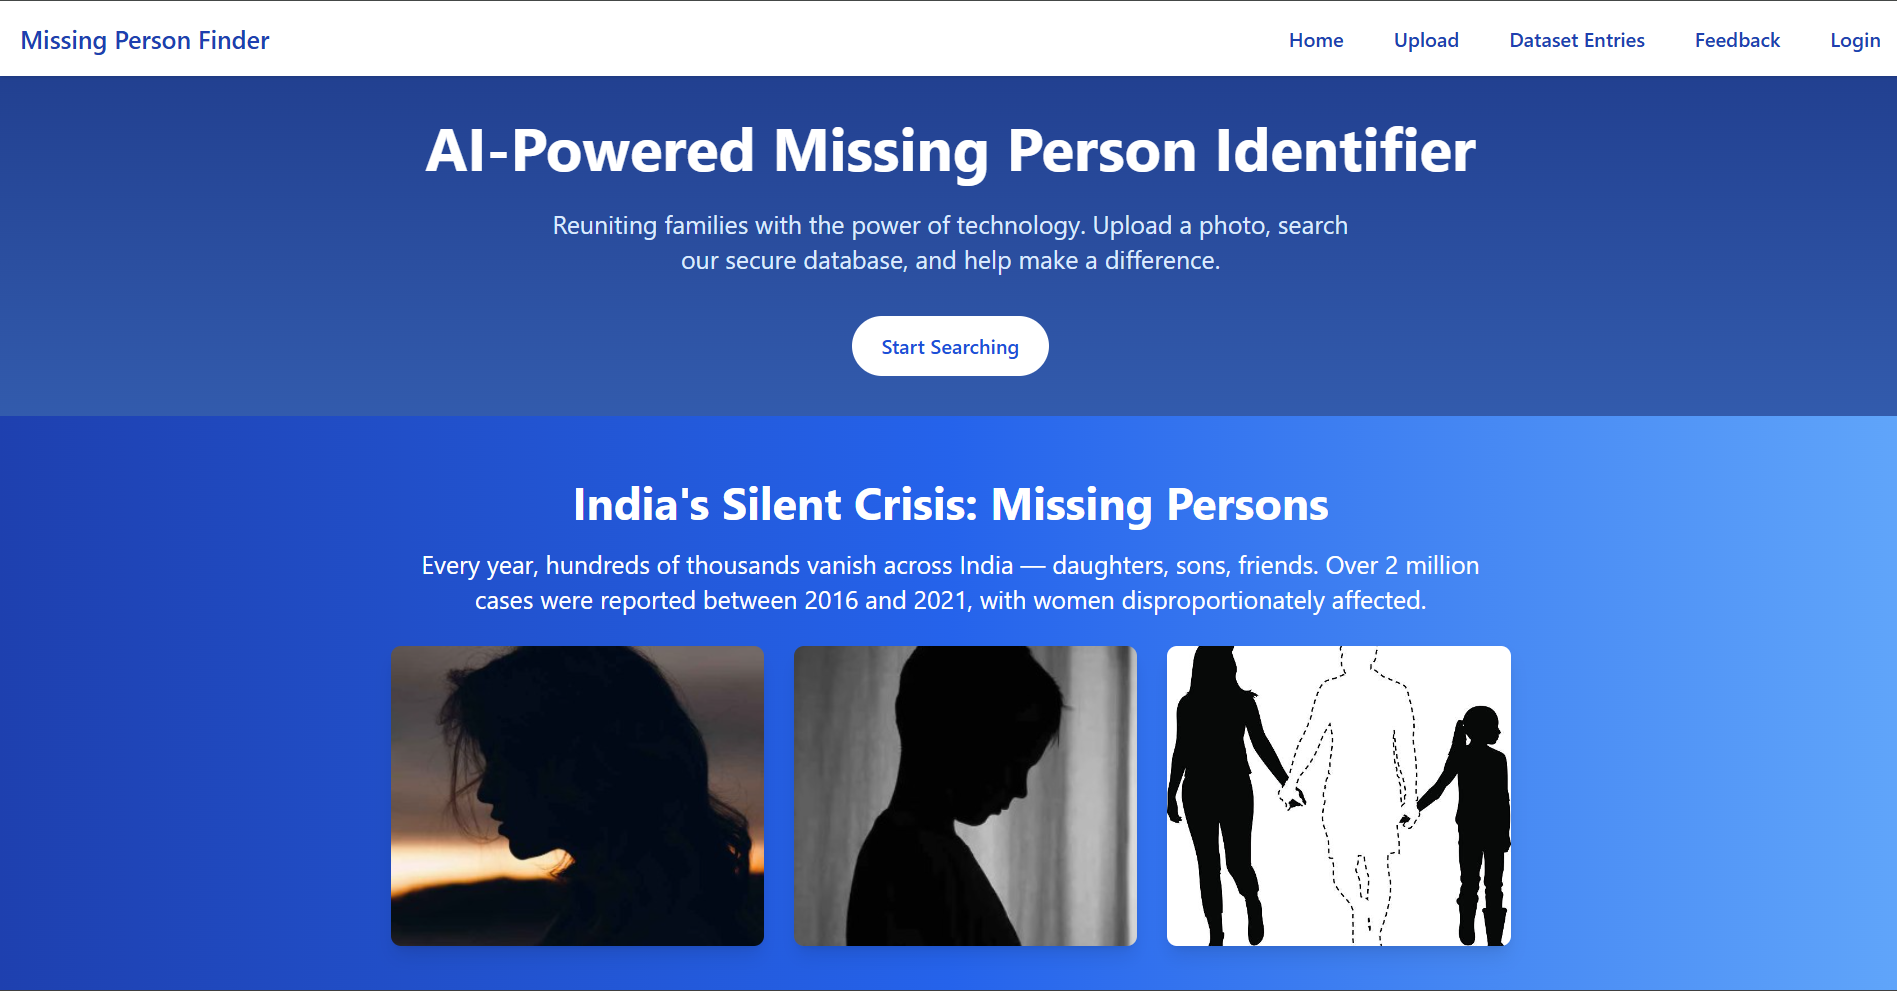 Missing Person Finder
Home
Upload
Dataset Entries
Feedback
Login
AI-Powered Missing Person Identifier
Reuniting families with the power of technology. Upload a photo, search
our secure database, and help make a difference.
Start Searching
India's Silent Crisis: Missing Persons
Every year, hundreds of thousands vanish across India — daughters, sons, friends. Over 2 million
cases were reported between 2016 and 2021, with women disproportionately affected.